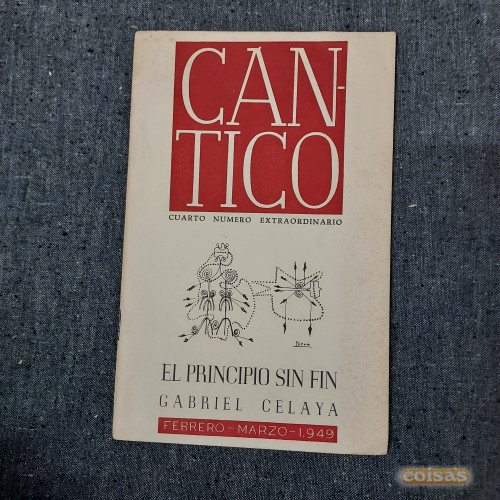 CAN-
TICO
CUARTO NUMERO EXTRAORDINARIO
EL PRINCIPIO SIN FIN
GABRIEL CELAYA
FEBRERO - MARZO - 1.949
coisas